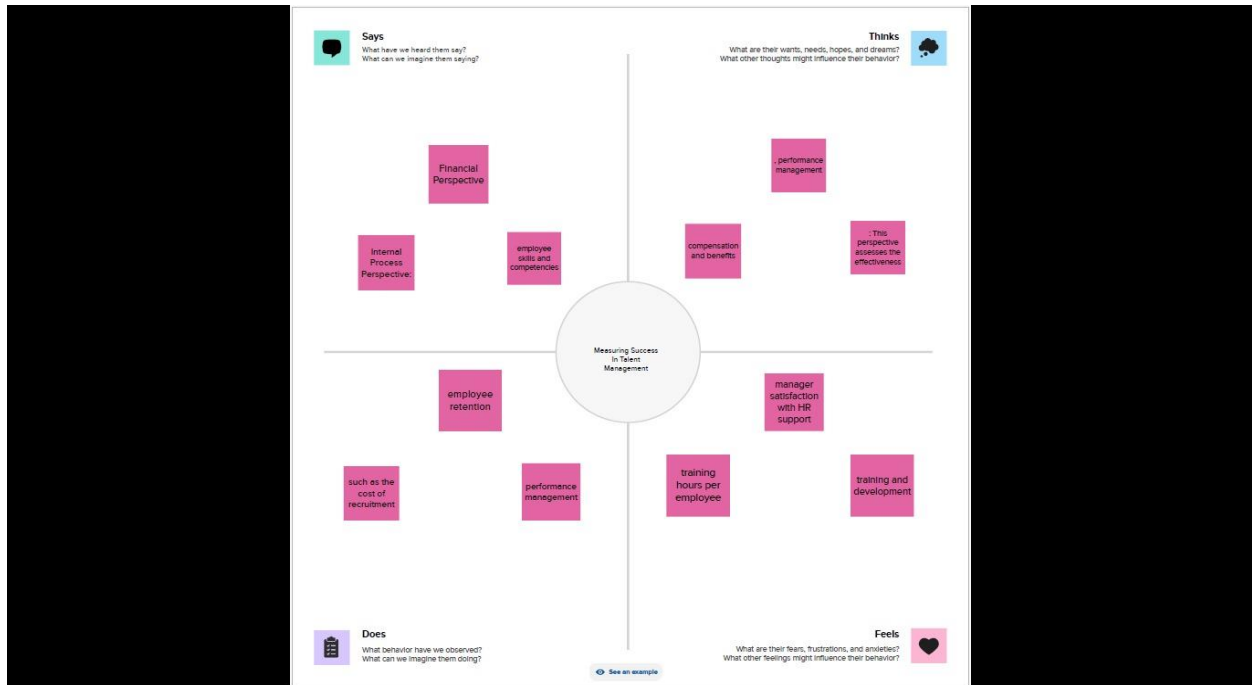 Says
What have we heard them say?
What can we imagine them saying?
Thinks
What are their wants, needs, hopes, and dreams?
What other thoughts might influence their behavior?
Financial
Perspective
Internal
Process
Perspective:
employee
skills and
competencies
, performance
management
compensation
and benefits
: This
perspective
assesses the
effectiveness
Measuring Success
In Talent
Management
employee
retention
such as the
cost of
recruitment
performance
management
manager
satisfaction
with HR
support
training
hours per
employee
training and
development
Does
What behavior have we observed?
What can we imagine them doing?
Feels
What are their fears, frustrations, and anxieties?
What other feelings might influence their behavior?
See an example